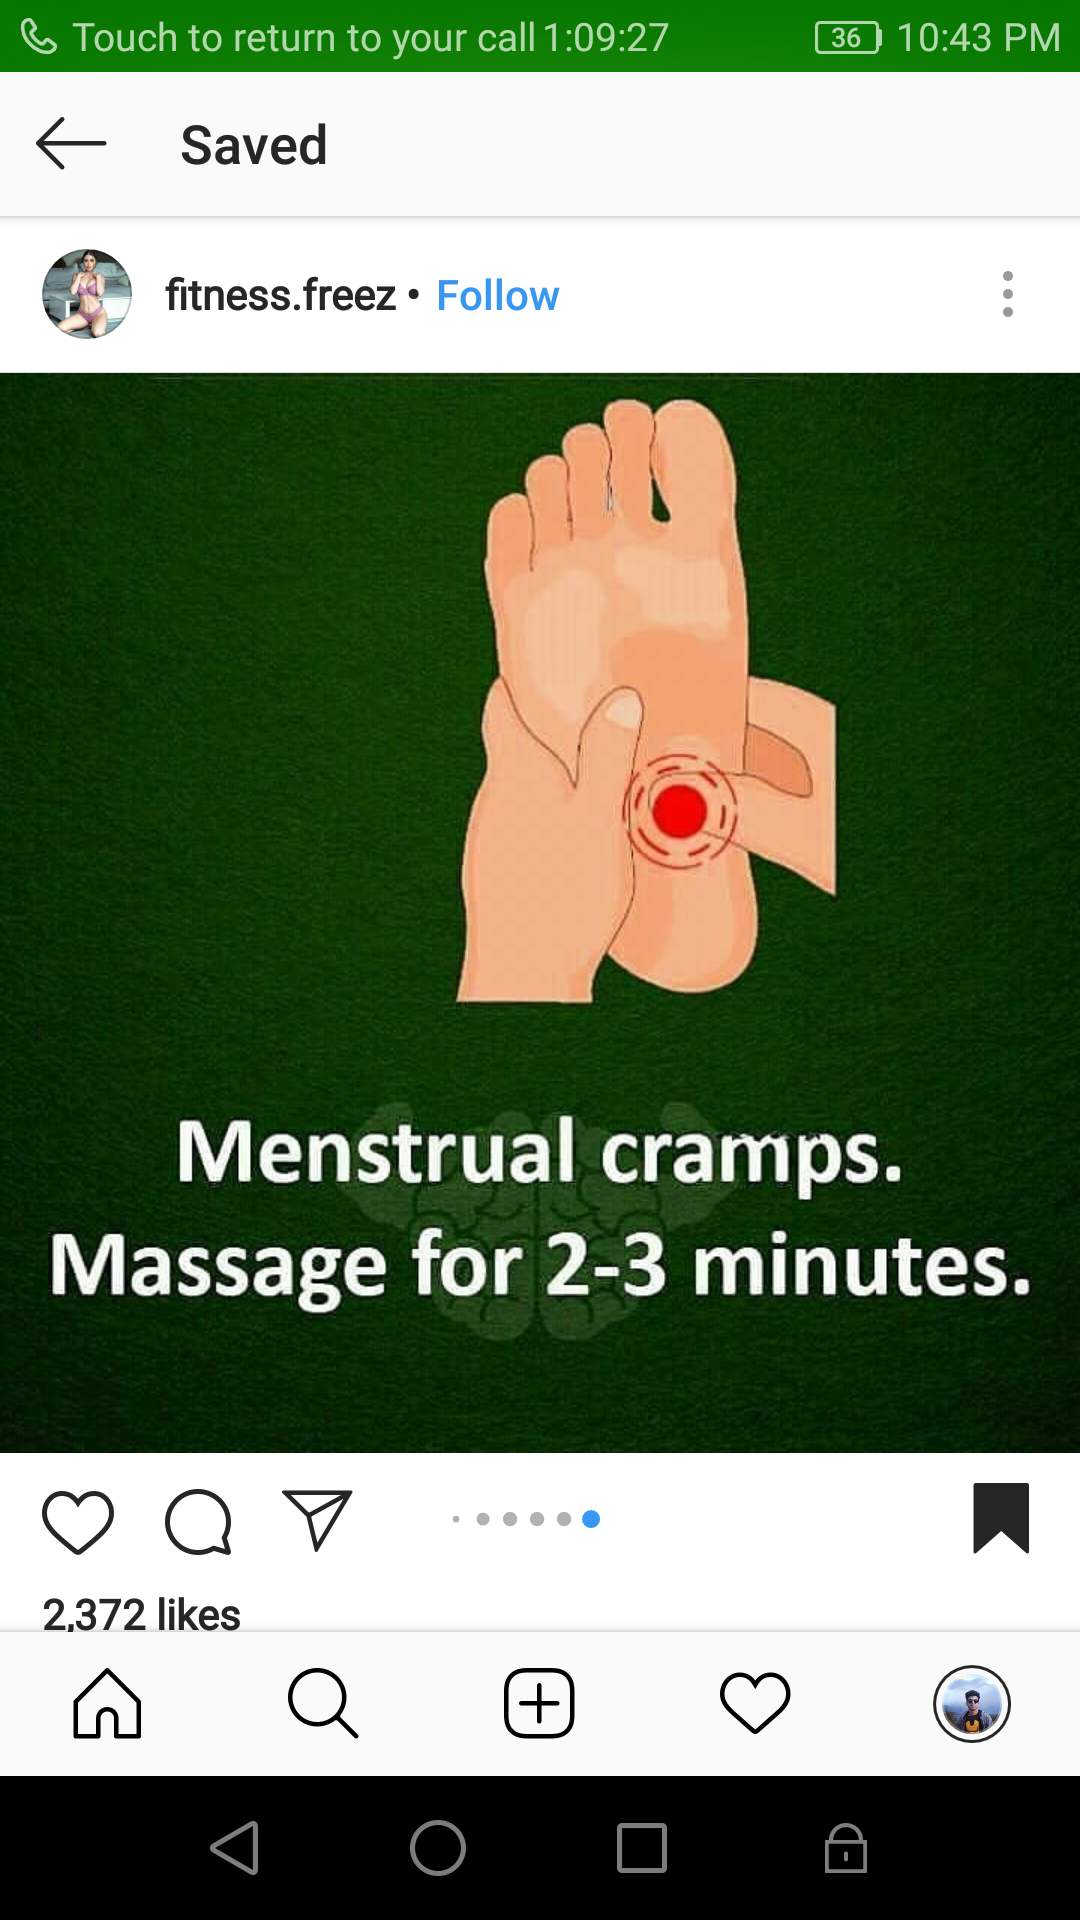 Touch to return to your call 1:09:27 36 10:43 PM
Saved
fitness.freez • Follow
Menstrual cramps.
Massage for 2-3 minutes.
2,372 likes